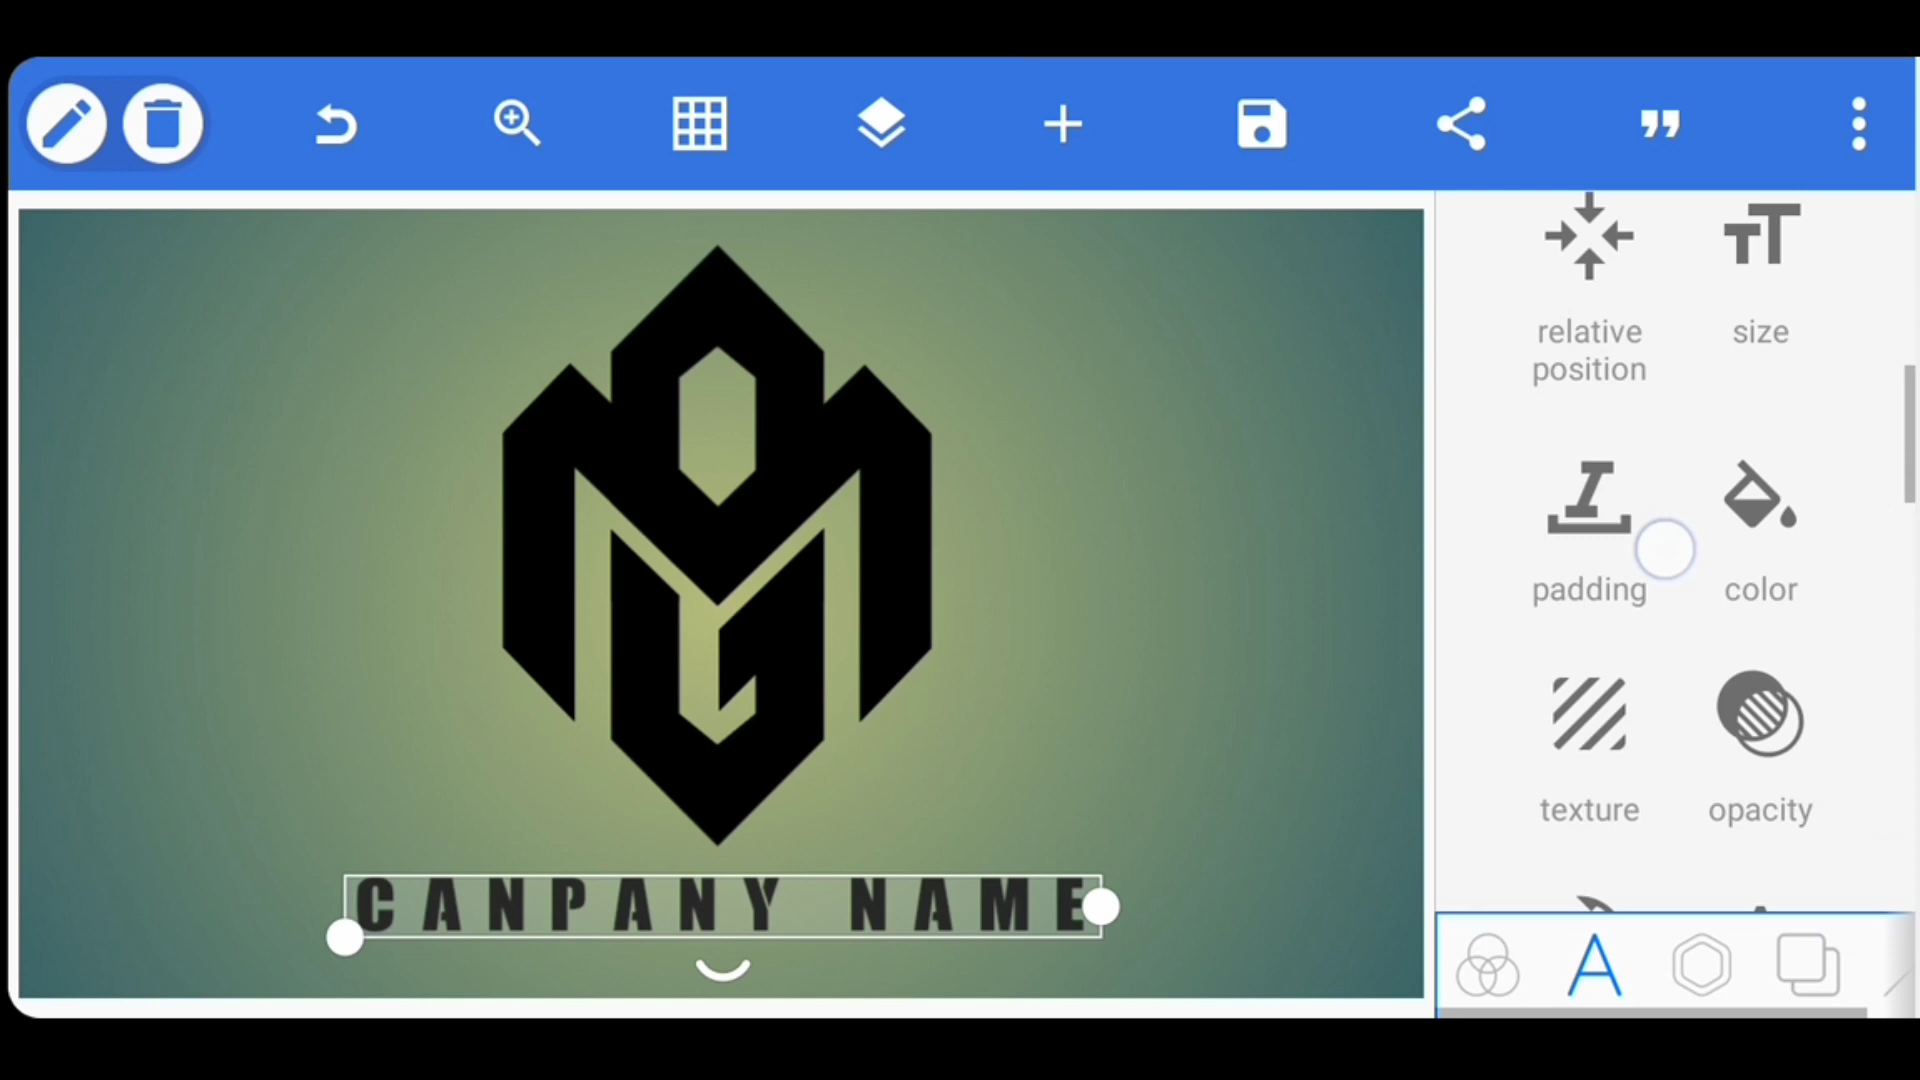 relative
position
size
padding
color
texture
opacity
CANPANY NAME
A